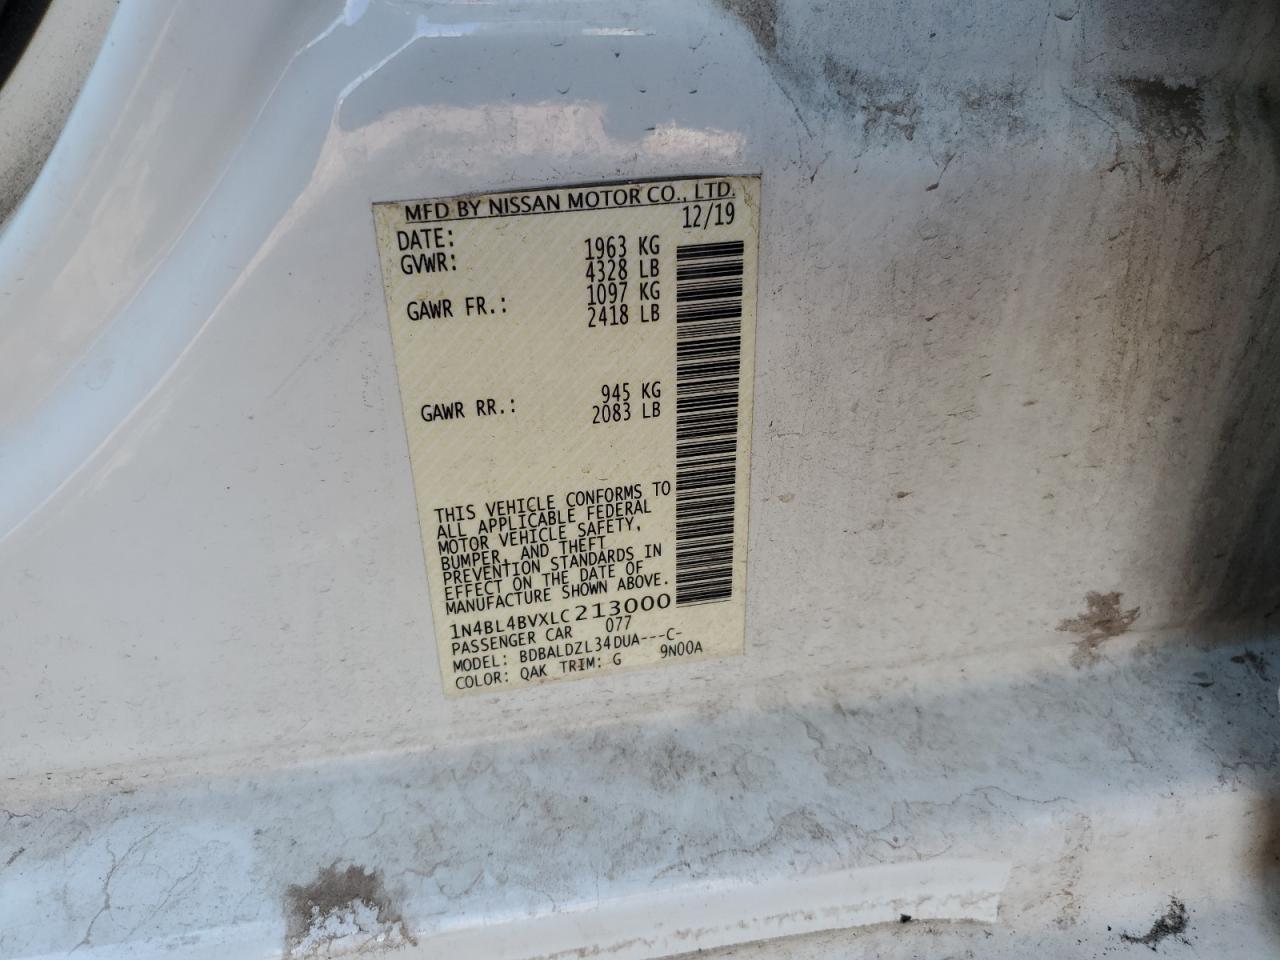 MFD BY NISSAN MOTOR CO., LTD.
DATE: 12/19
GVWR: 1963 KG
4328 LB
GAWR FR.: 1097 KG
2418 LB
GAWR RR.: 945 KG
2083 LB
THIS VEHICLE CONFORMS TO
ALL APPLICABLE FEDERAL
MOTOR VEHICLE SAFETY,
BUMPER, AND THEFT
PREVENTION STANDARDS IN
EFFECT ON THE DATE OF
MANUFACTURE SHOWN ABOVE.
1N4BL4BVXLC213000
PASSENGER CAR 077
MODEL: BDBALDZL34DUA---C-
COLOR: QAK TRIM: G 9N00A